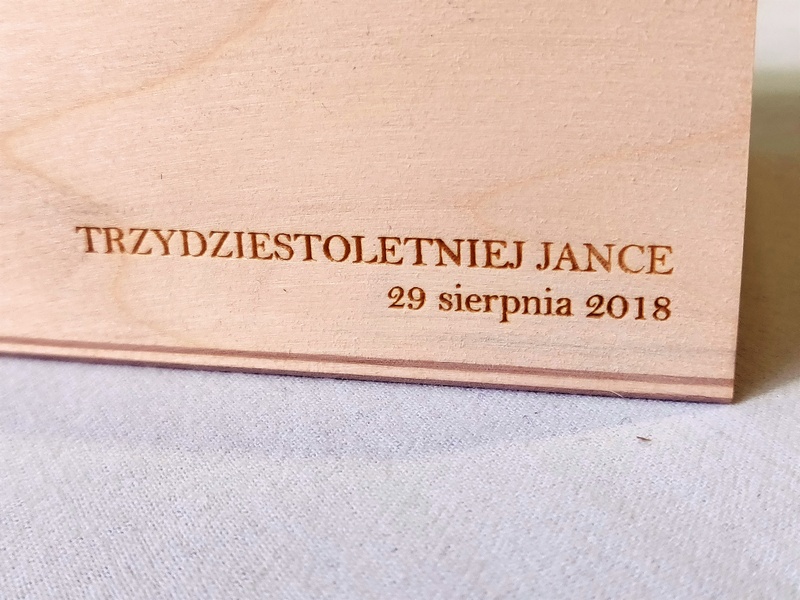 TRZYDZIESTOLETNIEJ JANCE
29 sierpnia 2018